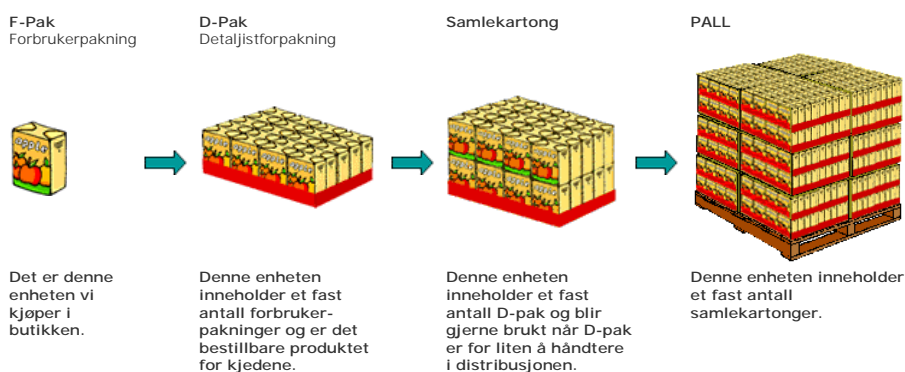 F-Pak
Forbrukerpakning
D-Pak
Detaljistforpakning
Samlekartong
PALL
apple
Det er denne
enheten vi
kjøper i
butikken.
Denne enheten
inneholder et fast
antall forbruker-
pakninger og er det
bestillbare produktet
for kjedene.
Denne enheten
inneholder et fast
antall D-pak og blir
gjerne brukt når D-pak
er for liten å håndtere
i distribusjonen.
Denne enheten inneholder
et fast antall
samlekartonger.